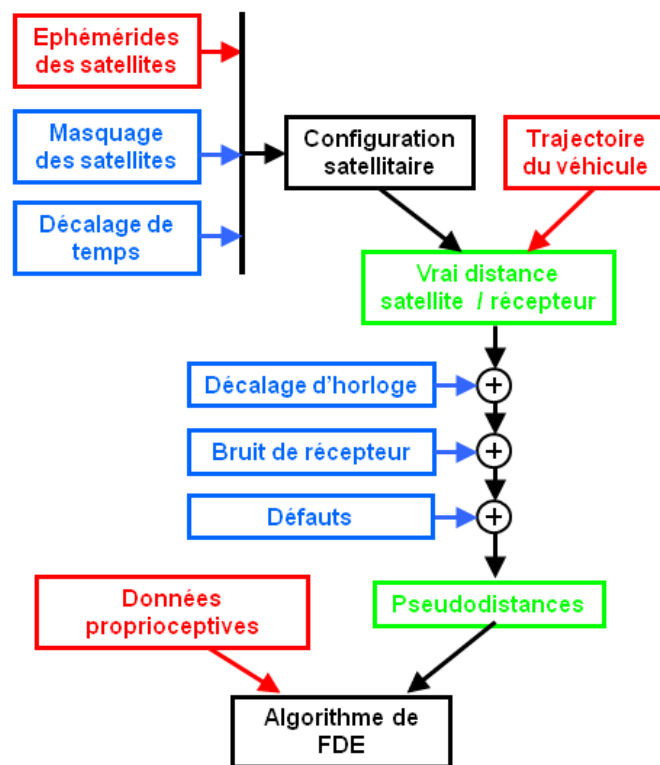 Ephémérides
des satellites
Masquage
des satellites
Décalage de
temps
Configuration
satellitaire
Trajectoire
du véhicule
Vrai distance
satellite / récepteur
Décalage d'horloge
+
Bruit de récepteur
+
Défauts
+
Données
proprioceptives
Pseudodistances
Algorithme de
FDE